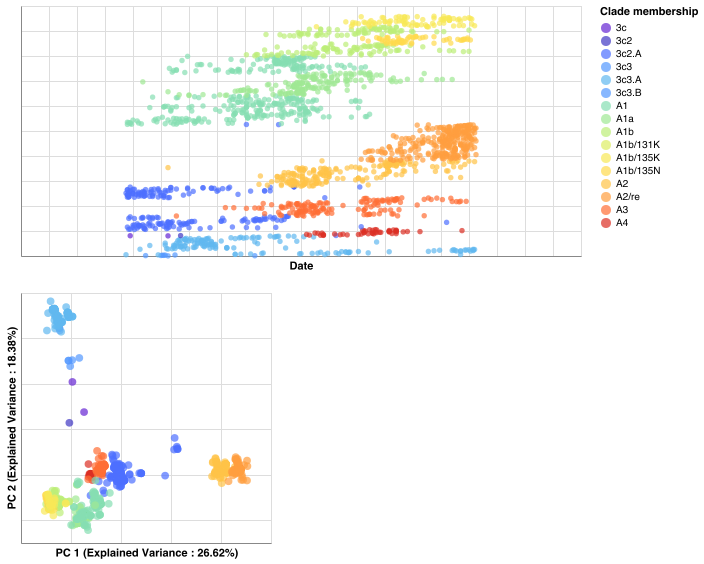 Clade membership
3c
3c2
3c2.A
3c3
3c3.A
3c3.B
A1
A1a
A1b
A1b/131K
A1b/135K
A1b/135N
A2
A2/re
A3
A4
Date
PC 2 (Explained Variance : 18.38%)
PC 1 (Explained Variance : 26.62%)